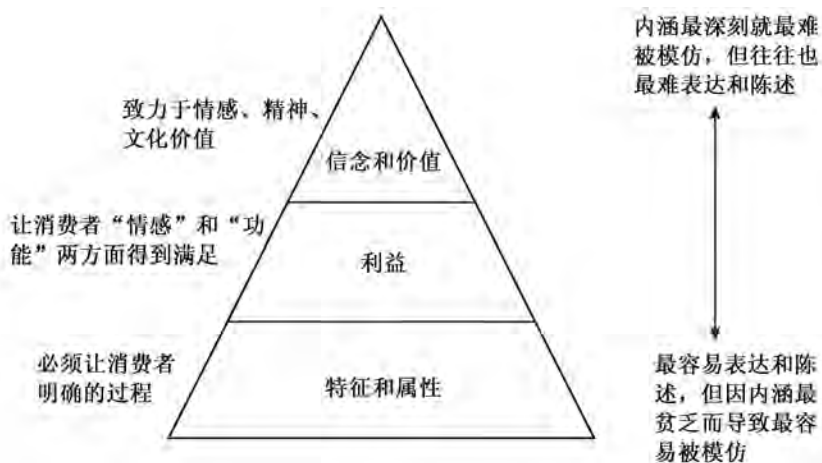 内涵最深刻就最难
被模仿，但往往也
最难表达和陈述
致力于情感、精神、
文化价值
信念和价值
让消费者“情感”和“功
能”两方面得到满足
利益
必须让消费者
明确的过程
特征和属性
最容易表达和陈
述，但因内涵最
贫乏而导致最容
易被模仿